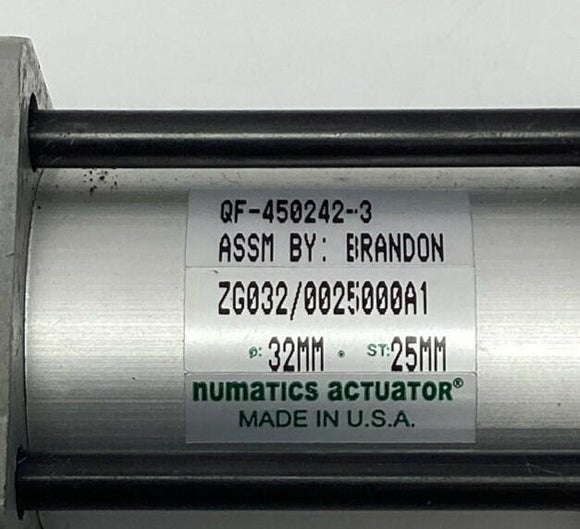 QF-450242-3
ASSM BY: BRANDON
ZG032/0025000A1
ø: 32MM . ST: 25MM
numatics actuator®
MADE IN U.S.A.